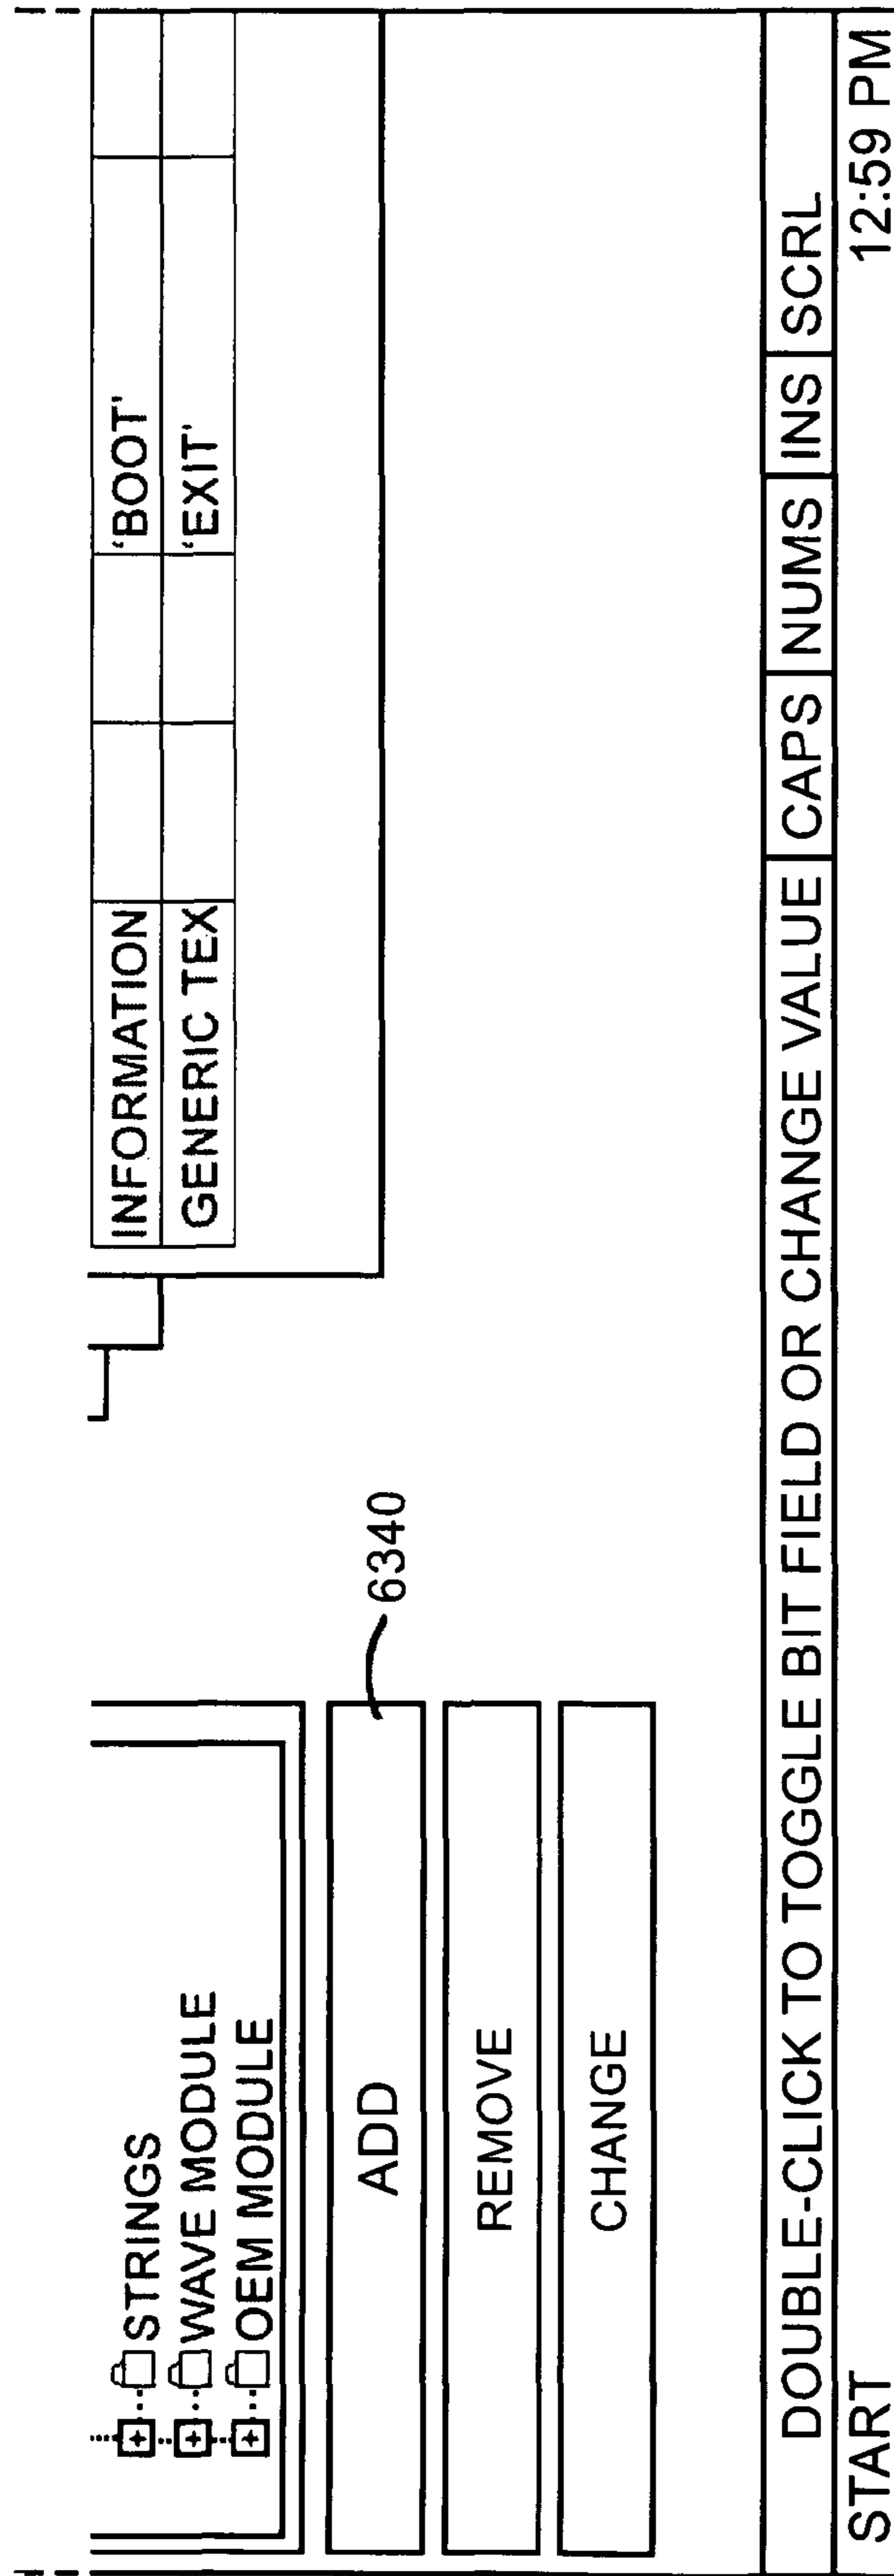 STRINGS
WAVE MODULE
OEM MODULE
ADD
6340
REMOVE
CHANGE
INFORMATION 'BOOT'
GENERIC TEX 'EXIT'
DOUBLE-CLICK TO TOGGLE BIT FIELD OR CHANGE VALUE CAPS NUMS INS SCRL
START 12:59 PM